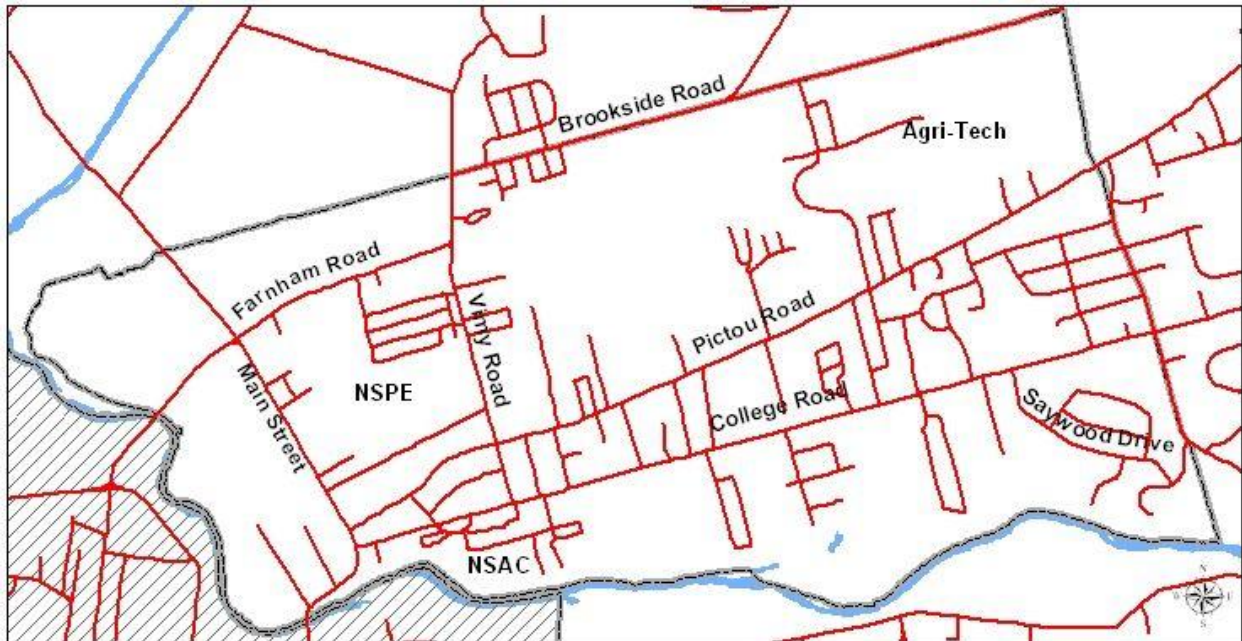 Brookside Road
Agri-Tech
Farnham Road
Vimy Road
Pictou Road
Main Street
NSPE
College Road
Saywood Drive
NSAC
N
W
E
S